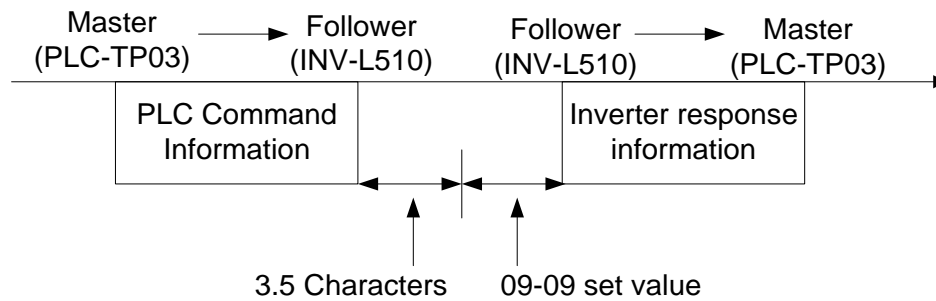 Master
(PLC-TP03)
Follower
(INV-L510)
Follower
(INV-L510)
Master
(PLC-TP03)
PLC Command
Information
Inverter response
information
3.5 Characters
09-09 set value